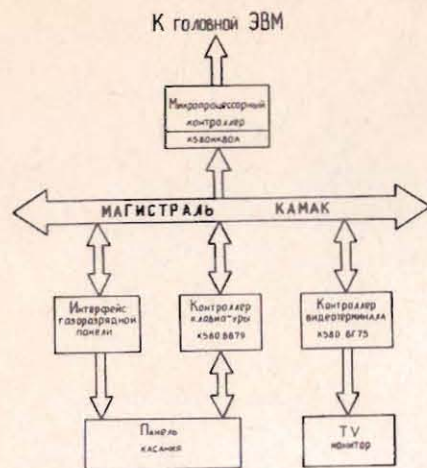 К ГОЛОВНОЙ ЭВМ
Микропроцессорный
контроллер
К580ИК80А
МАГИСТРАЛЬ КАМАК
Интерфейс
газоразрядной
панели
Контроллер
клавиатуры
К580 ВВ79
Контроллер
видеотерминала
К580 ВГ75
Панель
касания
TV
монитор